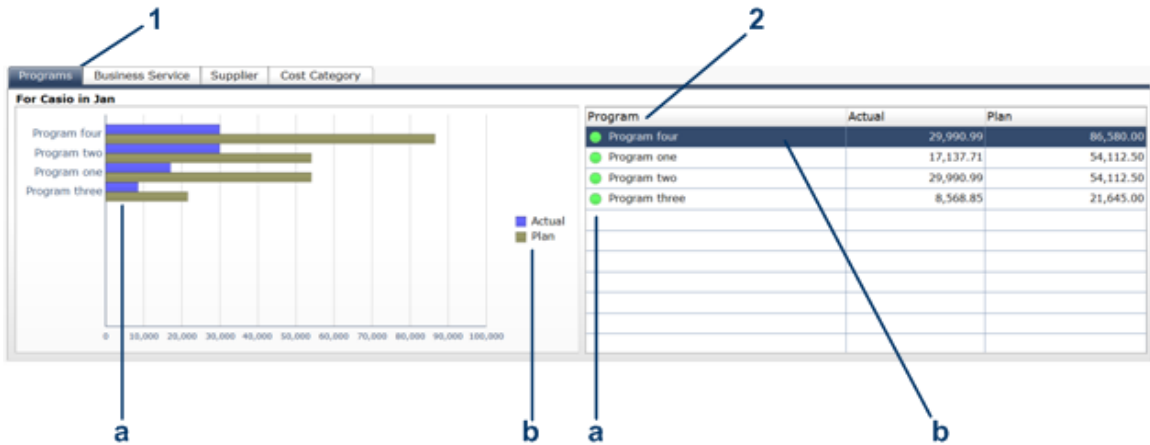 1
2
Programs Business Service Supplier Cost Category
For Casio in Jan
Program four
Program two
Program one
Program three
Actual
Plan
0 10,000 20,000 30,000 40,000 50,000 60,000 70,000 80,000 90,000 100,000
Program Actual Plan
Program four 29,990.99 86,580.00
Program one 17,137.71 54,112.50
Program two 29,990.99 54,112.50
Program three 8,568.85 21,645.00
a b a b